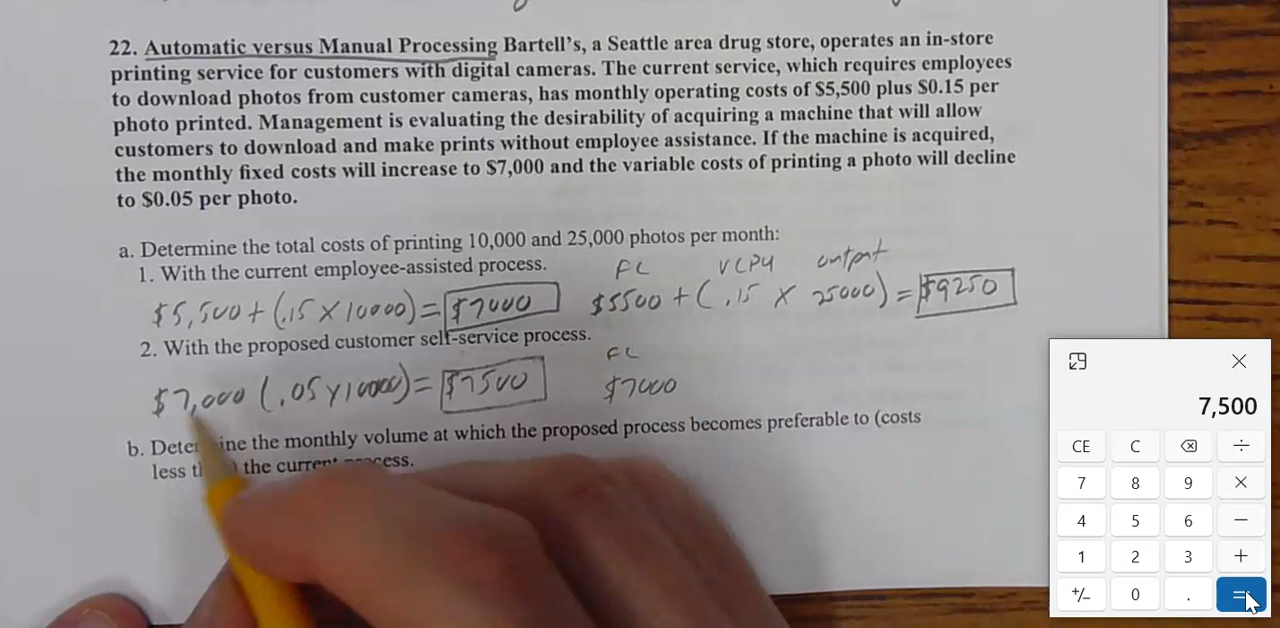 22. Automatic versus Manual Processing Bartell's, a Seattle area drug store, operates an in-store
printing service for customers with digital cameras. The current service, which requires employees
to download photos from customer cameras, has monthly operating costs of $5,500 plus $0.15 per
photo printed. Management is evaluating the desirability of acquiring a machine that will allow
customers to download and make prints without employee assistance. If the machine is acquired,
the monthly fixed costs will increase to $7,000 and the variable costs of printing a photo will decline
to $0.05 per photo.
a. Determine the total costs of printing 10,000 and 25,000 photos per month:
1. With the current employee-assisted process.
FC VCPU output
$5,500 + (.15 X 10000) = $7000
$5500 + (.15 X 25000) = $9250
2. With the proposed customer self-service process.
FC
$7,000 (.05 X 10000) = $7500
$7000
b. Determine the monthly volume at which the proposed process becomes preferable to (costs
less the current process.
7,500
CE C ÷
7 8 9 ×
4 5 6 −
1 2 3 +
+/− 0 . =